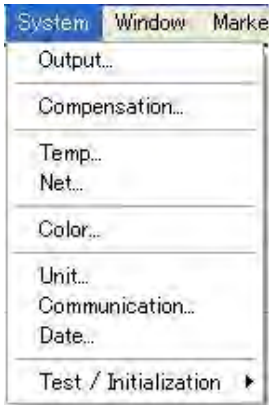 System Window Marke
Output...
Compensation...
Temp...
Net...
Color...
Unit...
Communication...
Date...
Test / Initialization